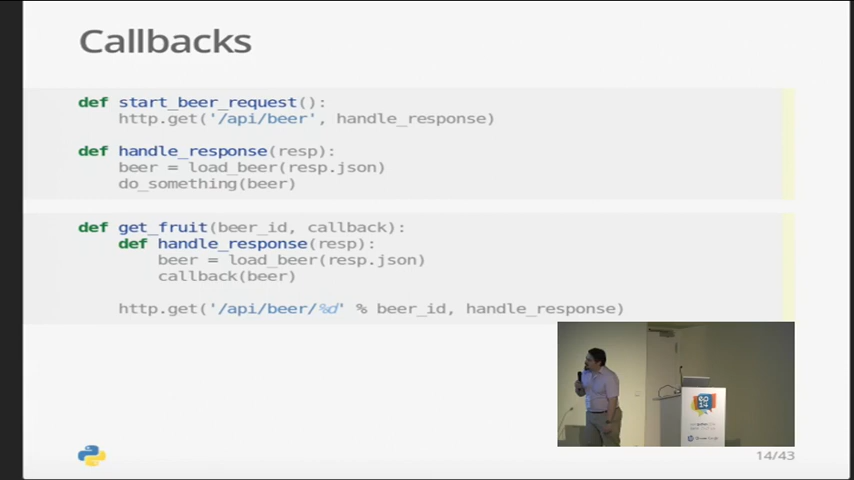 Callbacks
def start_beer_request():
http.get('/api/beer', handle_response)
def handle_response(resp):
beer = load_beer(resp.json)
do_something(beer)
def get_fruit(beer_id, callback):
def handle_response(resp):
beer = load_beer(resp.json)
callback(beer)
http.get('/api/beer/%d' % beer_id, handle_response)
14/43